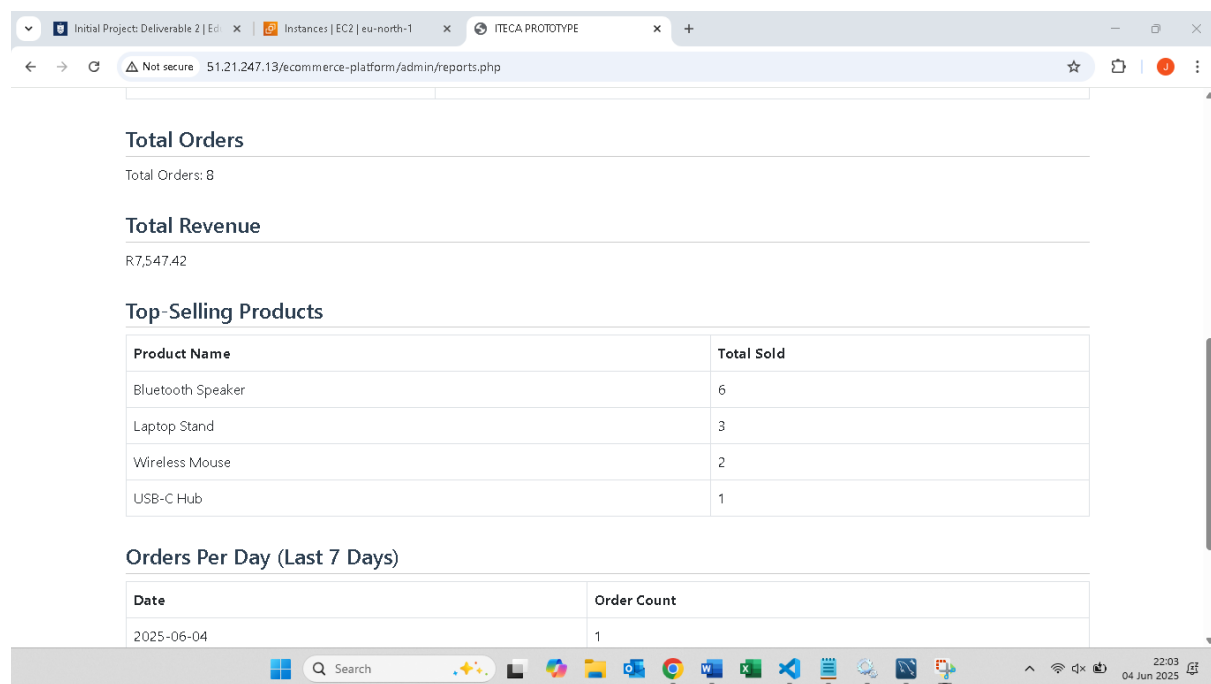 Initial Project: Deliverable 2 | Edi
Instances | EC2 | eu-north-1
ITECA PROTOTYPE
Not secure
51.21.247.13/ecommerce-platform/admin/reports.php
J
Total Orders
Total Orders: 8
Total Revenue
R7,547.42
Top-Selling Products
Product Name Total Sold
Bluetooth Speaker 6
Laptop Stand 3
Wireless Mouse 2
USB-C Hub 1
Orders Per Day (Last 7 Days)
Date Order Count
2025-06-04 1
Search
22:03
04 Jun 2025